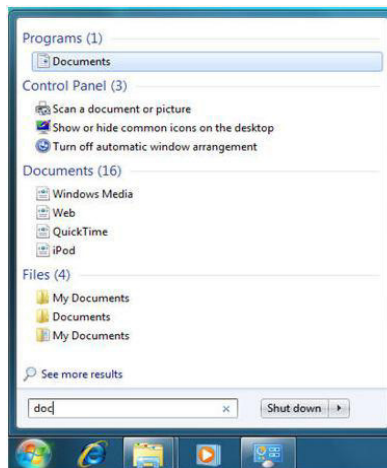 Programs (1)
Documents
Control Panel (3)
Scan a document or picture
Show or hide common icons on the desktop
Turn off automatic window arrangement
Documents (16)
Windows Media
Web
QuickTime
iPod
Files (4)
My Documents
Documents
My Documents
See more results
doc
Shut down